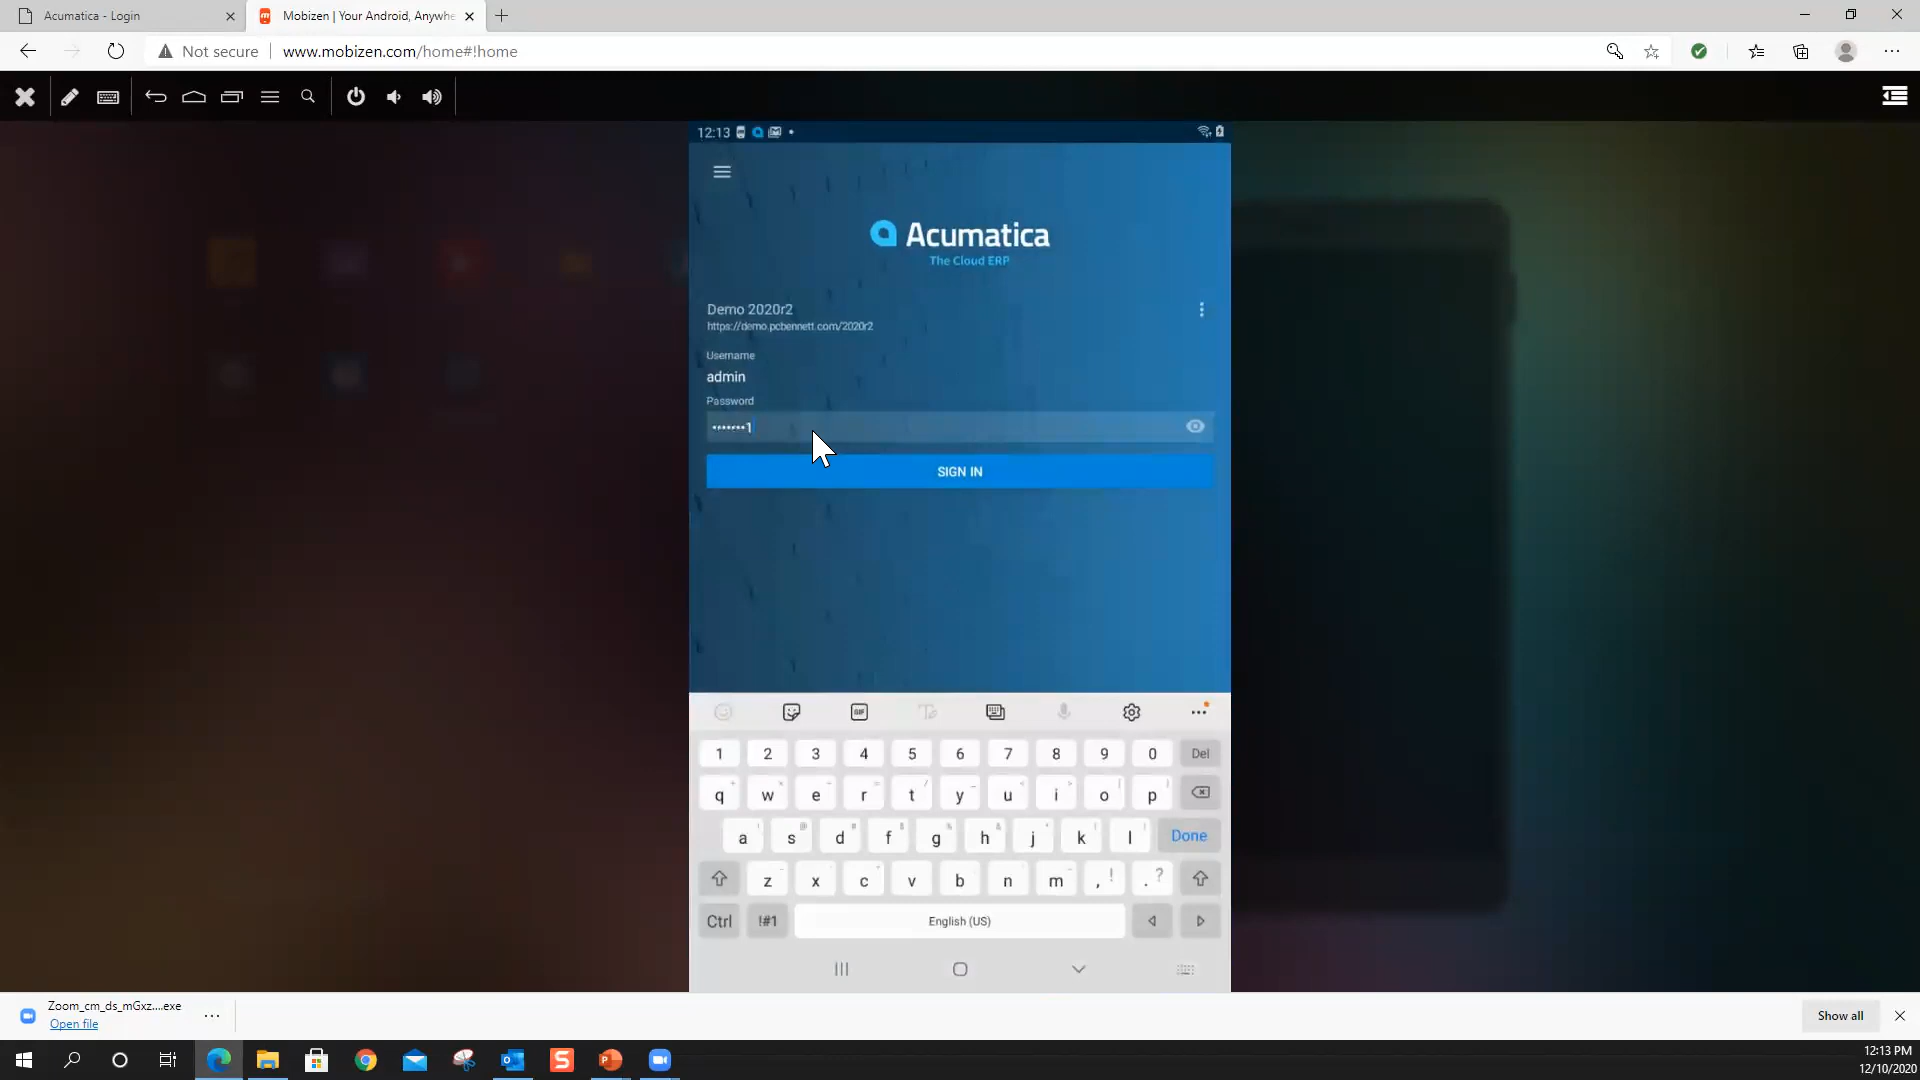 Acumatica - Login
Mobizen | Your Android, Anywhe
Not secure
www.mobizen.com/home#!home
12:13
Acumatica
The Cloud ERP
Demo 2020r2
https://demo.pcbennett.com/2020r2
Username
admin
Password
•••••••1
SIGN IN
GIF
1 2 3 4 5 6 7 8 9 0 Del
q w e r t y u i o p
a s d f g h j k l Done
z x c v b n m , ! . ?
Ctrl !#1 English (US)
Zoom_cm_ds_mGxz....exe
Open file
Show all
12:13 PM
12/10/2020